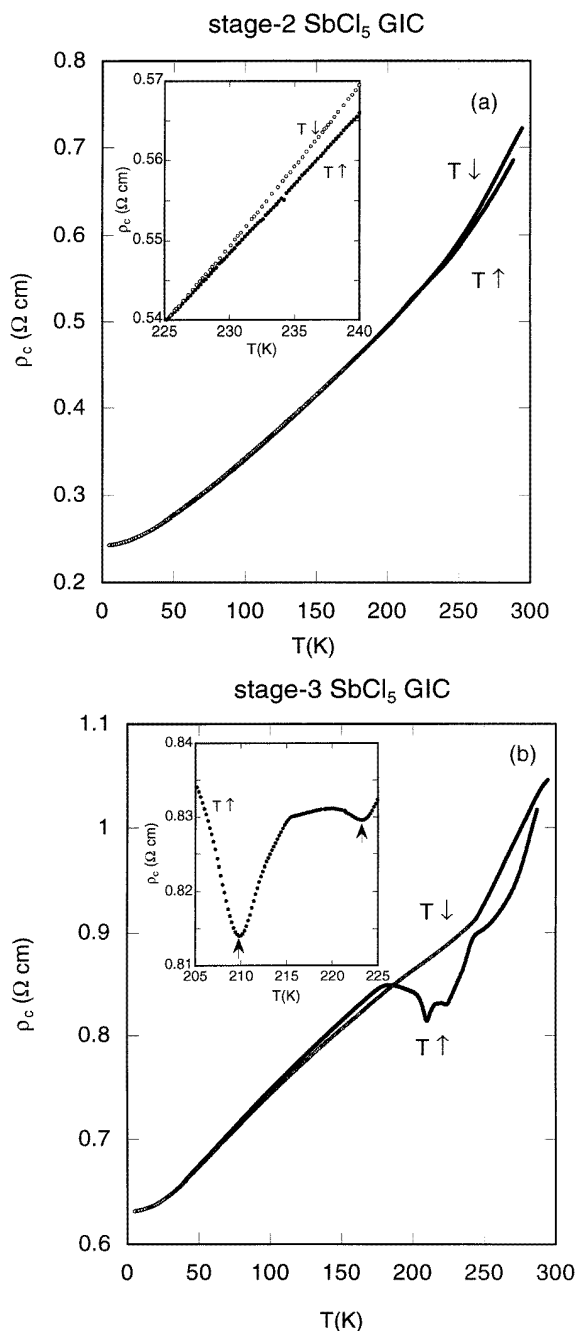 stage-2 SbCl₅ GIC
0.8
0.7
0.6
0.5
0.4
0.3
0.2
ρc (Ω cm)
0 50 100 150 200 250 300
T(K)
(a)
T ↓
T ↑
0.57
0.56
0.55
0.54
ρc (Ω cm)
225 230 235 240
T(K)
T ↓
T ↑
stage-3 SbCl₅ GIC
1.1
1
0.9
0.8
0.7
0.6
ρc (Ω cm)
0 50 100 150 200 250 300
T(K)
(b)
T ↓
T ↑
0.84
0.83
0.82
0.81
ρc (Ω cm)
205 210 215 220 225
T(K)
T ↑